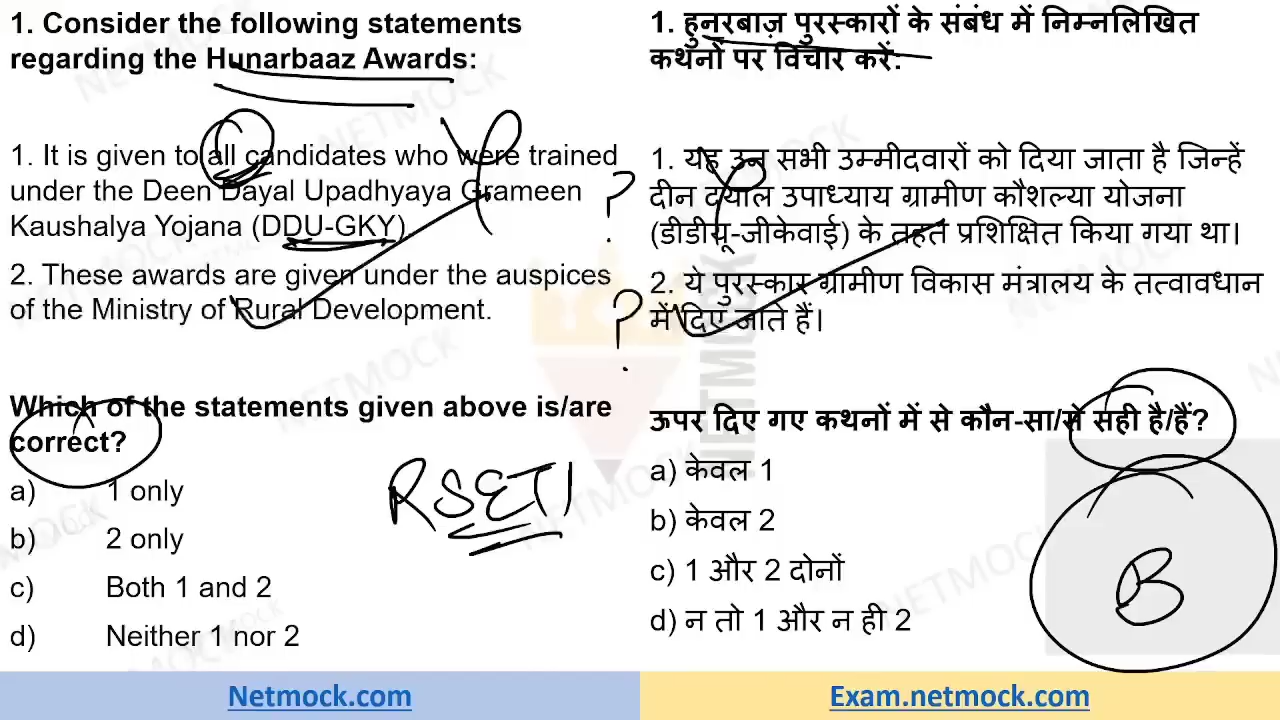 1. Consider the following statements
regarding the Hunarbaaz Awards:
1. It is given to all candidates who were trained
under the Deen Dayal Upadhyaya Grameen
Kaushalya Yojana (DDU-GKY).
2. These awards are given under the auspices
of the Ministry of Rural Development.
?
?
Which of the statements given above is/are
correct?
a) 1 only
b) 2 only
c) Both 1 and 2
d) Neither 1 nor 2
RSETI
1. हुनरबाज़ पुरस्कारों के संबंध में निम्नलिखित
कथनों पर विचार करें:
1. यह उन सभी उम्मीदवारों को दिया जाता है जिन्हें
दीन दयाल उपाध्याय ग्रामीण कौशल्या योजना
(डीडीयू-जीकेवाई) के तहत प्रशिक्षित किया गया था।
2. ये पुरस्कार ग्रामीण विकास मंत्रालय के तत्वावधान
में दिए जाते हैं।
ऊपर दिए गए कथनों में से कौन-सा/से सही है/हैं?
a) केवल 1
b) केवल 2
c) 1 और 2 दोनों
d) न तो 1 और न ही 2
B
NETMOCK
Netmock.com
Exam.netmock.com